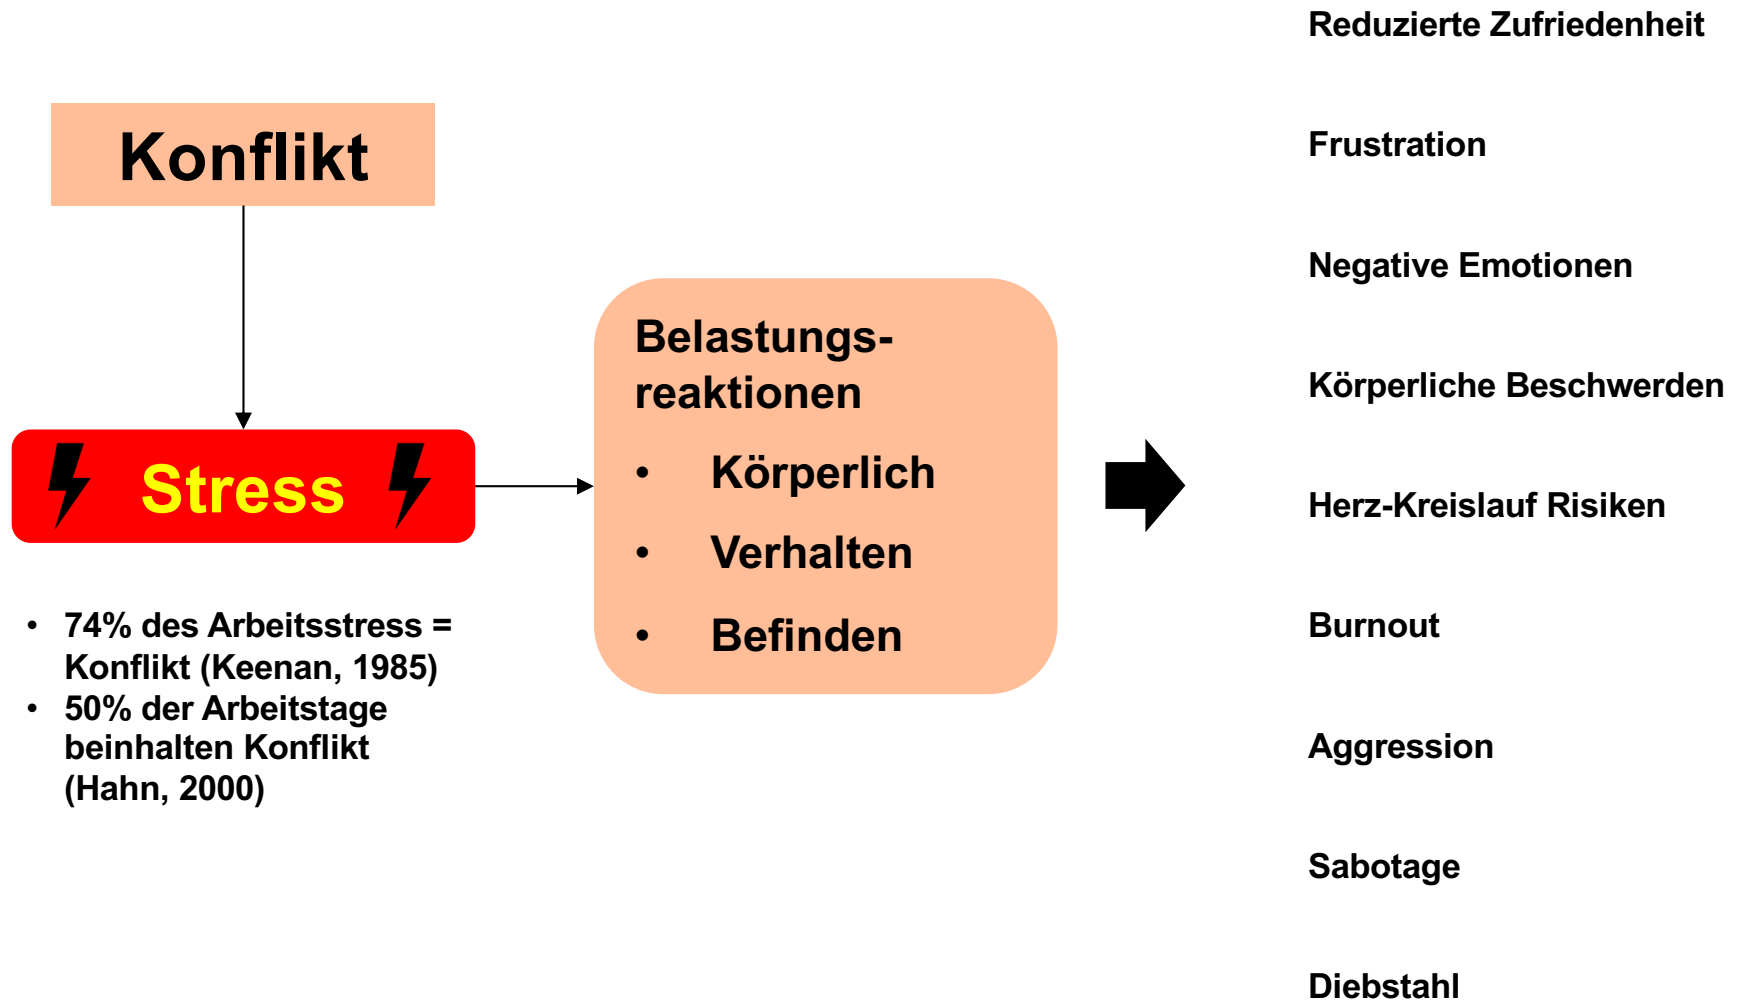 Konflikt
Stress
• 74% des Arbeitsstress =
Konflikt (Keenan, 1985)
• 50% der Arbeitstage
beinhalten Konflikt
(Hahn, 2000)
Belastungs-
reaktionen
• Körperlich
• Verhalten
• Befinden
Reduzierte Zufriedenheit
Frustration
Negative Emotionen
Körperliche Beschwerden
Herz-Kreislauf Risiken
Burnout
Aggression
Sabotage
Diebstahl